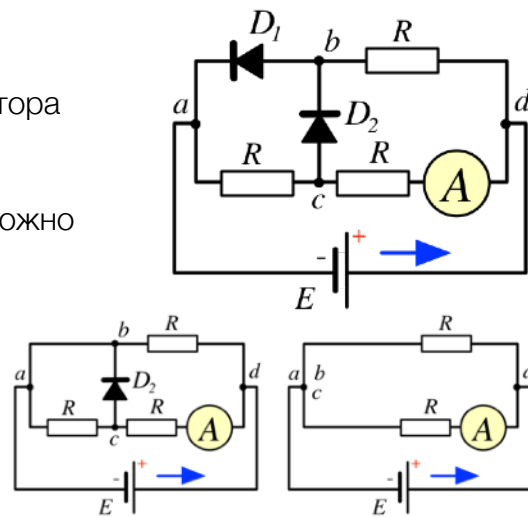 D₁ b R
тора a D₂ d
R c R A
ожно
- +
E
b R
a D₂ d
R c R A
- +
E
R
a b
c
R A
- +
E